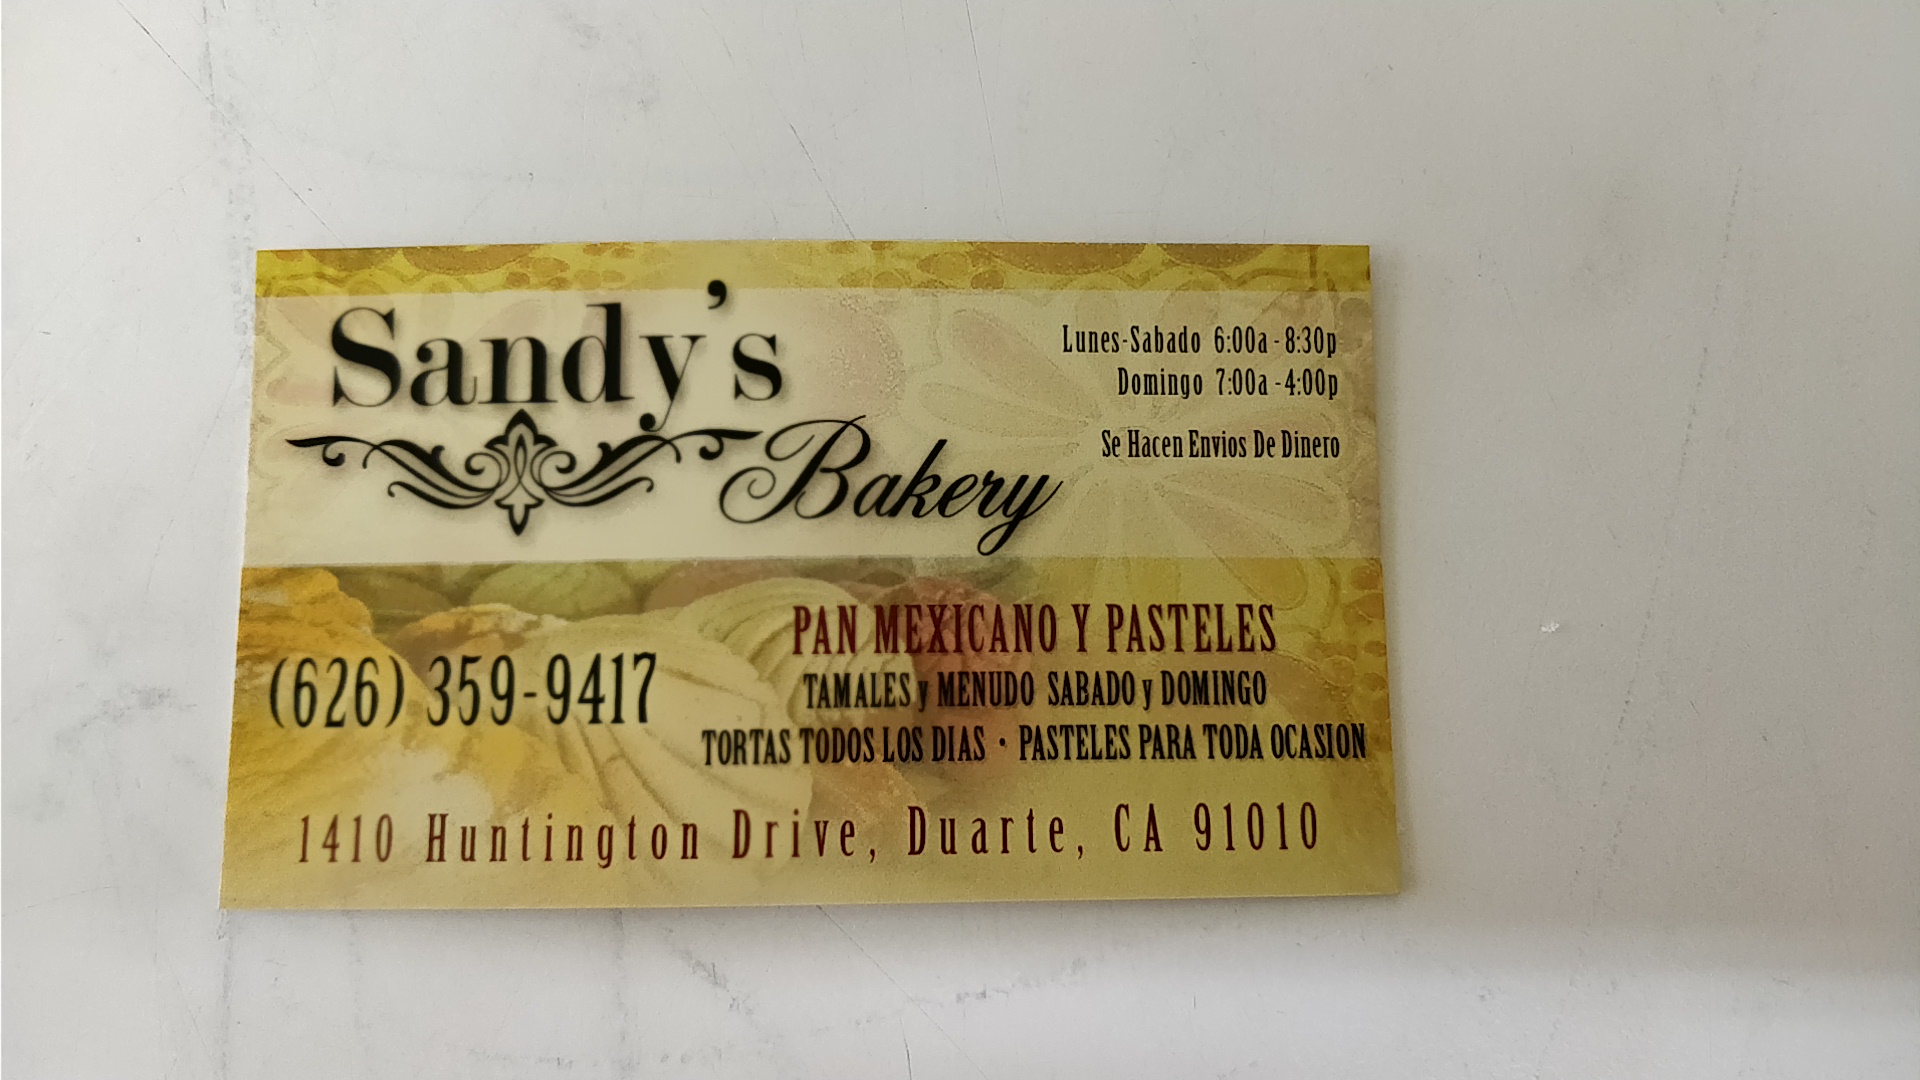 Sandy's
Bakery
Lunes-Sabado 6:00a - 8:30p
Domingo 7:00a - 4:00p
Se Hacen Envios De Dinero
(626) 359-9417
PAN MEXICANO Y PASTELES
TAMALES y MENUDO SABADO y DOMINGO
TORTAS TODOS LOS DIAS • PASTELES PARA TODA OCASION
1410 Huntington Drive, Duarte, CA 91010